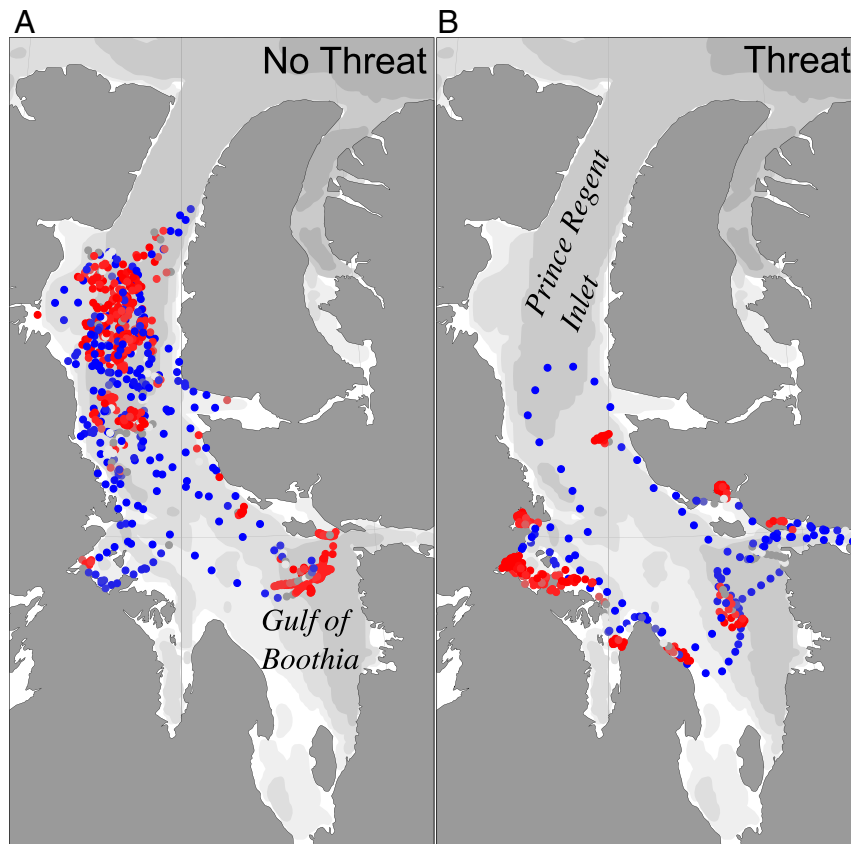 A
B
No Threat
Threat
Prince Regent
Inlet
Gulf of
Boothia